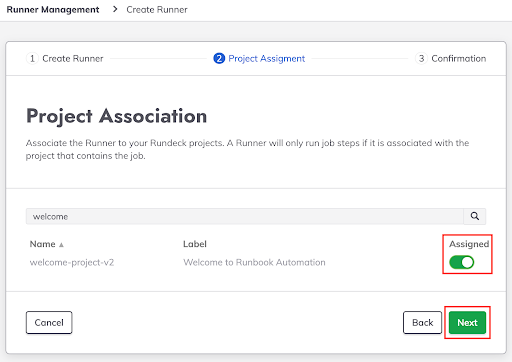 Runner Management > Create Runner
1 Create Runner 2 Project Assigment 3 Confirmation
Project Association
Associate the Runner to your Rundeck projects. A Runner will only run job steps if it is associated with the
project that contains the job.
welcome
Name ▲ Label Assigned
welcome-project-v2 Welcome to Runbook Automation
Cancel Back Next